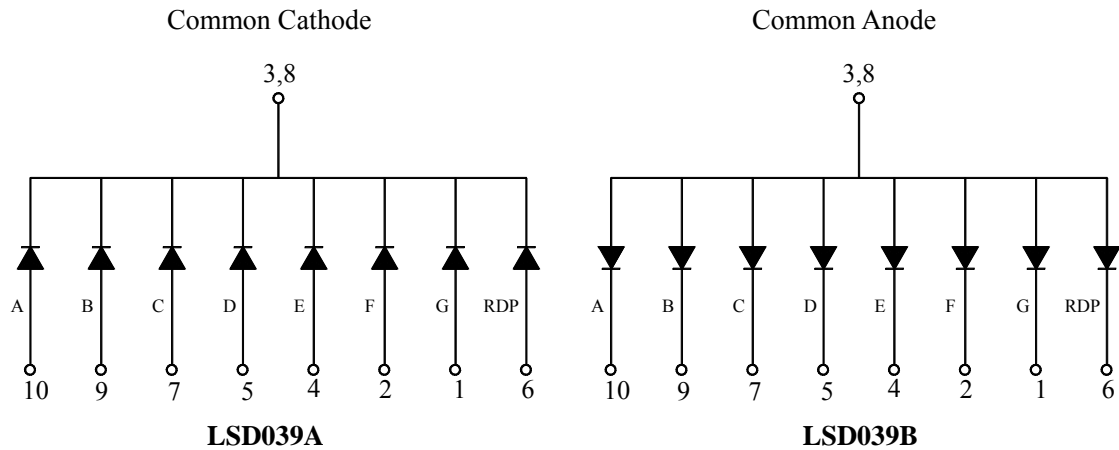 Common Cathode
3,8
A B C D E F G RDP
10 9 7 5 4 2 1 6
LSD039A
Common Anode
3,8
A B C D E F G RDP
10 9 7 5 4 2 1 6
LSD039B